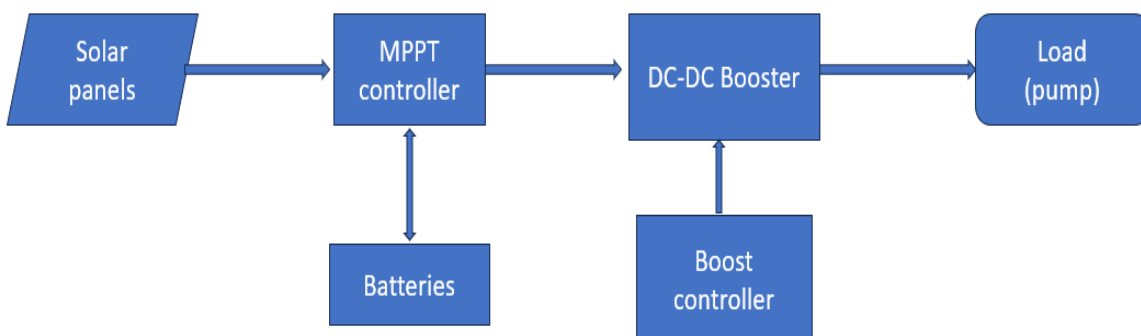 Solar
panels
MPPT
controller
DC-DC Booster
Load
(pump)
Batteries
Boost
controller